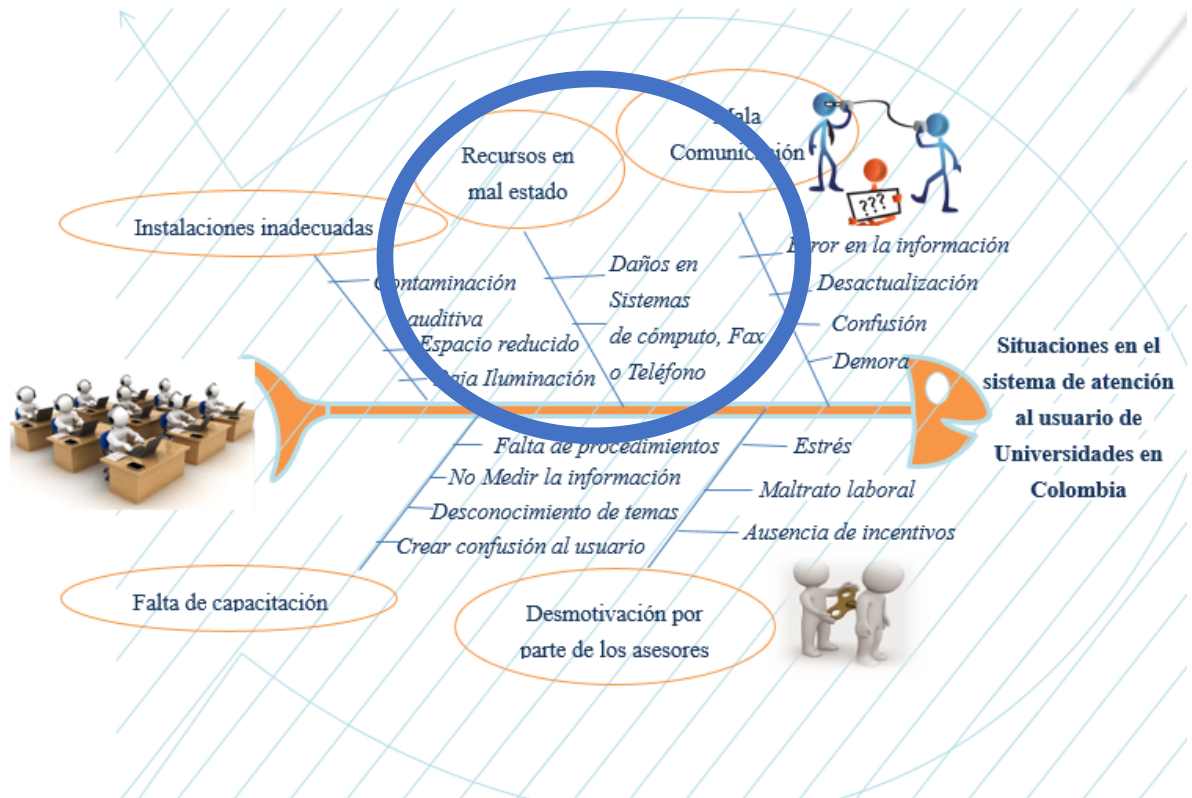 Mala
Comunicación
Recursos en
mal estado
Instalaciones inadecuadas
???
Contaminación
auditiva
Espacio reducido
Baja Iluminación
Daños en
Sistemas
de cómputo, Fax
o Teléfono
Error en la información
Desactualización
Confusión
Demora
Situaciones en el
sistema de atención
al usuario de
Universidades en
Colombia
Falta de procedimientos
No Medir la información
Desconocimiento de temas
Crear confusión al usuario
Estrés
Maltrato laboral
Ausencia de incentivos
Falta de capacitación
Desmotivación por
parte de los asesores